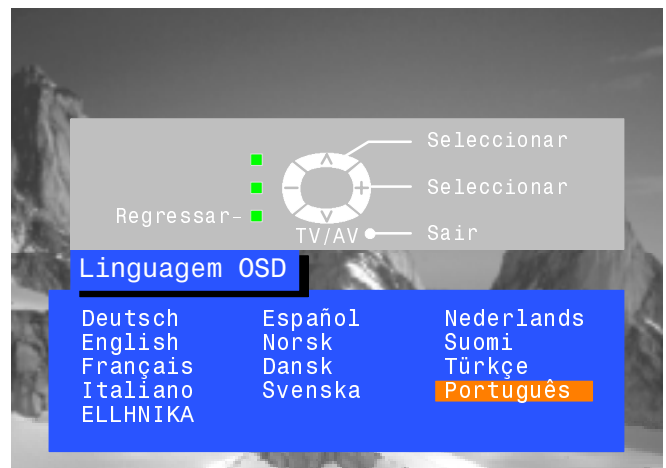 Seleccionar
Seleccionar
Regressar
TV/AV
Sair
Linguagem OSD
Deutsch Español Nederlands
English Norsk Suomi
Français Dansk Türkçe
Italiano Svenska Português
ELLHNIKA